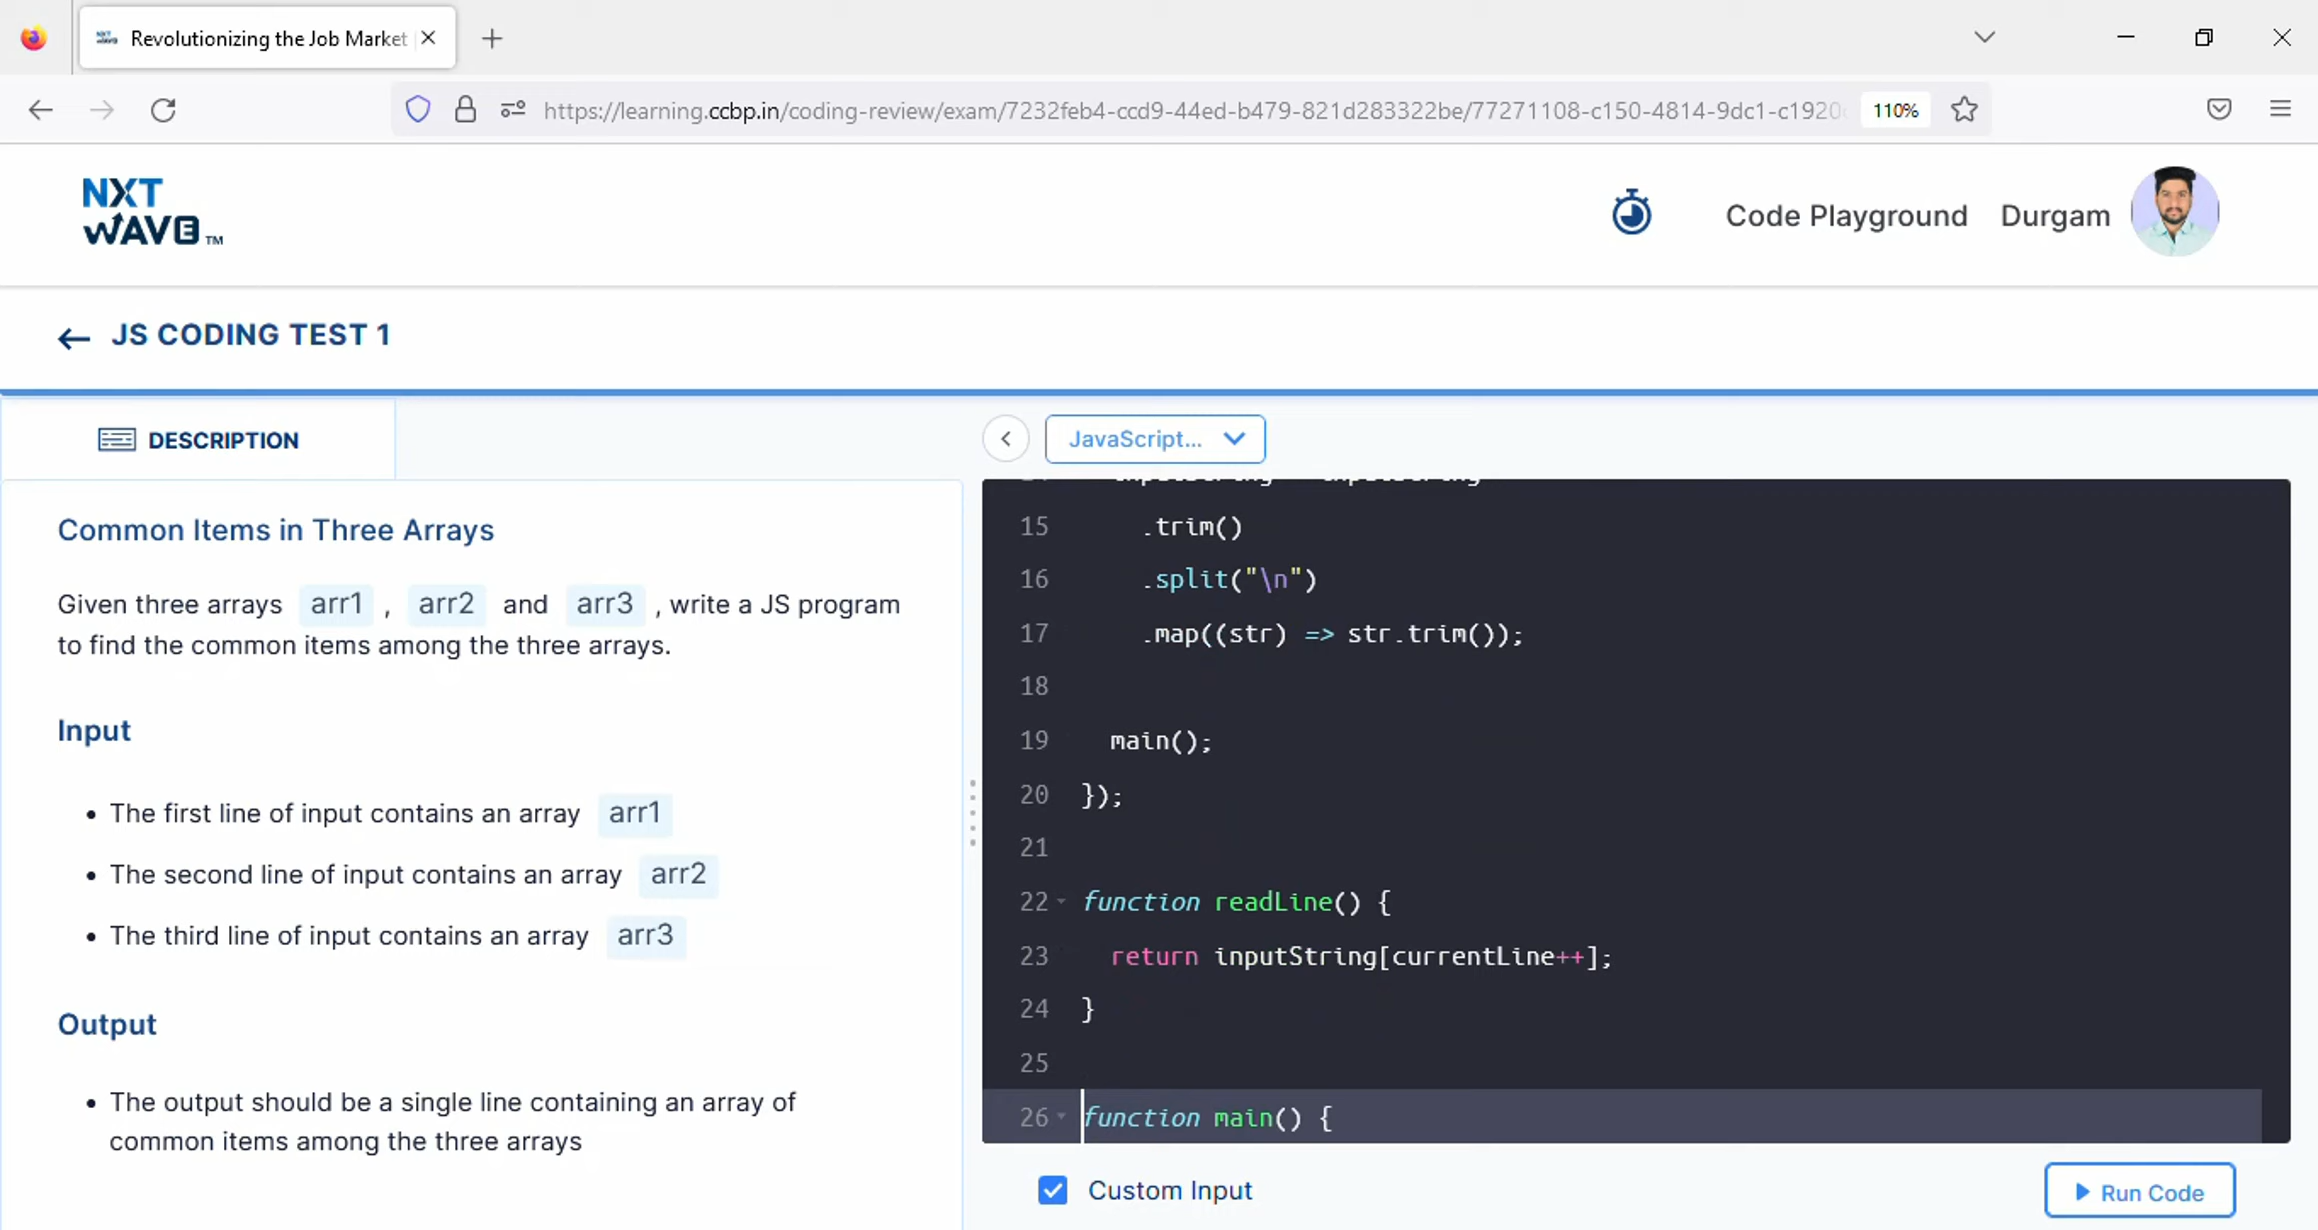 Revolutionizing the Job Market
https://learning.ccbp.in/coding-review/exam/7232feb4-ccd9-44ed-b479-821d283322be/77271108-c150-4814-9dc1-c1920
110%
NXT
WAVE TM
Code Playground
Durgam
JS CODING TEST 1
DESCRIPTION
JavaScript...
Common Items in Three Arrays
Given three arrays arr1 , arr2 and arr3 , write a JS program
to find the common items among the three arrays.
Input
• The first line of input contains an array arr1
• The second line of input contains an array arr2
• The third line of input contains an array arr3
Output
• The output should be a single line containing an array of
common items among the three arrays
15 .trim()
16 .split("\n")
17 .map((str) => str.trim());
18
19 main();
20 });
21
22 function readLine() {
23 return inputString[currentLine++];
24 }
25
26 function main() {
Custom Input
Run Code